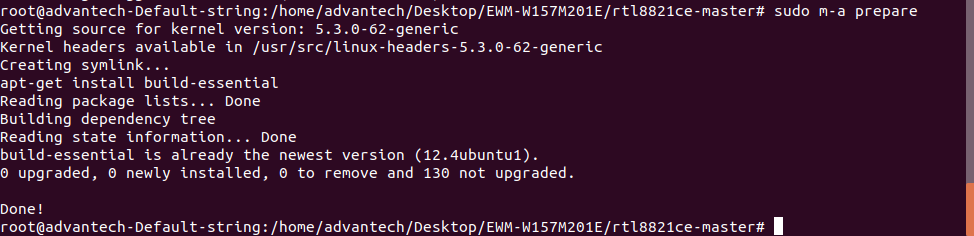 root@advantech-Default-string:/home/advantech/Desktop/EWM-W157M201E/rtl8821ce-master# sudo m-a prepare
Getting source for kernel version: 5.3.0-62-generic
Kernel headers available in /usr/src/linux-headers-5.3.0-62-generic
Creating symlink...
apt-get install build-essential
Reading package lists... Done
Building dependency tree
Reading state information... Done
build-essential is already the newest version (12.4ubuntu1).
0 upgraded, 0 newly installed, 0 to remove and 130 not upgraded.
Done!
root@advantech-Default-string:/home/advantech/Desktop/EWM-W157M201E/rtl8821ce-master#